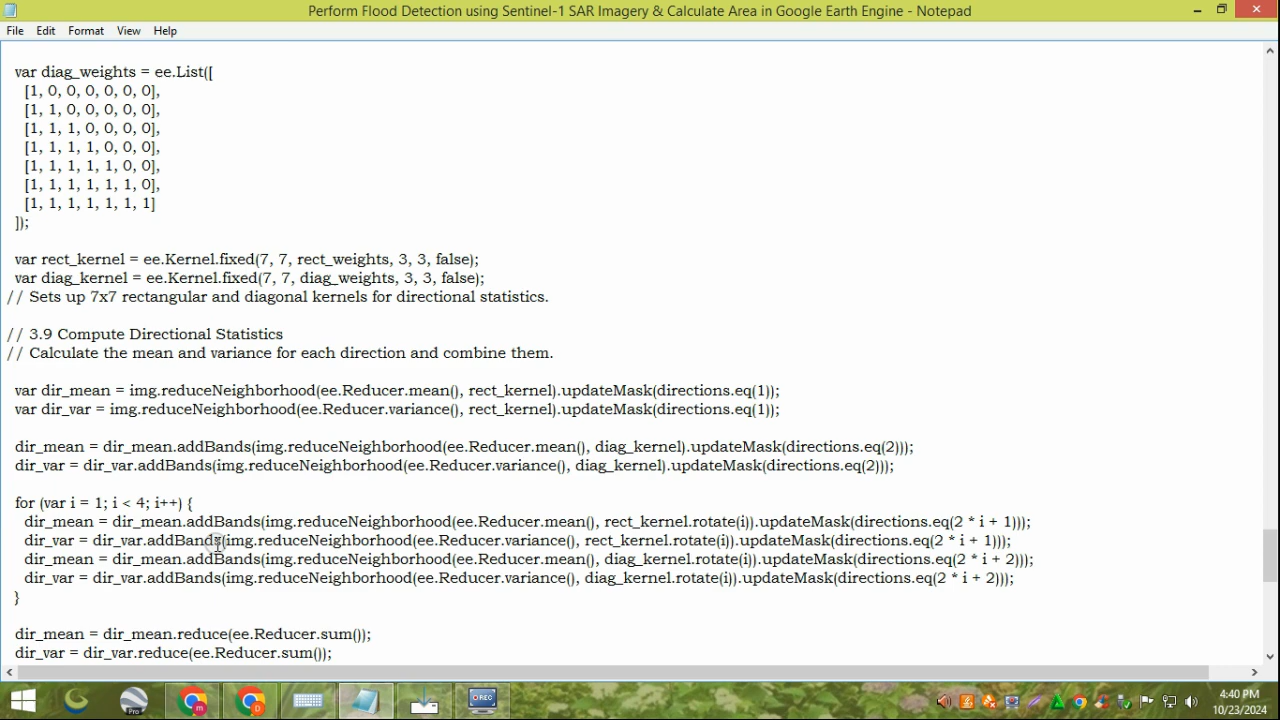 Perform Flood Detection using Sentinel-1 SAR Imagery & Calculate Area in Google Earth Engine - Notepad
File Edit Format View Help
var diag_weights = ee.List([
[1, 0, 0, 0, 0, 0, 0],
[1, 1, 0, 0, 0, 0, 0],
[1, 1, 1, 0, 0, 0, 0],
[1, 1, 1, 1, 0, 0, 0],
[1, 1, 1, 1, 1, 0, 0],
[1, 1, 1, 1, 1, 1, 0],
[1, 1, 1, 1, 1, 1, 1]
]);
var rect_kernel = ee.Kernel.fixed(7, 7, rect_weights, 3, 3, false);
var diag_kernel = ee.Kernel.fixed(7, 7, diag_weights, 3, 3, false);
// Sets up 7x7 rectangular and diagonal kernels for directional statistics.
// 3.9 Compute Directional Statistics
// Calculate the mean and variance for each direction and combine them.
var dir_mean = img.reduceNeighborhood(ee.Reducer.mean(), rect_kernel).updateMask(directions.eq(1));
var dir_var = img.reduceNeighborhood(ee.Reducer.variance(), rect_kernel).updateMask(directions.eq(1));
dir_mean = dir_mean.addBands(img.reduceNeighborhood(ee.Reducer.mean(), diag_kernel).updateMask(directions.eq(2)));
dir_var = dir_var.addBands(img.reduceNeighborhood(ee.Reducer.variance(), diag_kernel).updateMask(directions.eq(2)));
for (var i = 1; i < 4; i++) {
dir_mean = dir_mean.addBands(img.reduceNeighborhood(ee.Reducer.mean(), rect_kernel.rotate(i)).updateMask(directions.eq(2 * i + 1)));
dir_var = dir_var.addBands(img.reduceNeighborhood(ee.Reducer.variance(), rect_kernel.rotate(i)).updateMask(directions.eq(2 * i + 1)));
dir_mean = dir_mean.addBands(img.reduceNeighborhood(ee.Reducer.mean(), diag_kernel.rotate(i)).updateMask(directions.eq(2 * i + 2)));
dir_var = dir_var.addBands(img.reduceNeighborhood(ee.Reducer.variance(), diag_kernel.rotate(i)).updateMask(directions.eq(2 * i + 2)));
}
dir_mean = dir_mean.reduce(ee.Reducer.sum());
dir_var = dir_var.reduce(ee.Reducer.sum());
Pro
m
D
REC
4:40 PM
10/23/2024